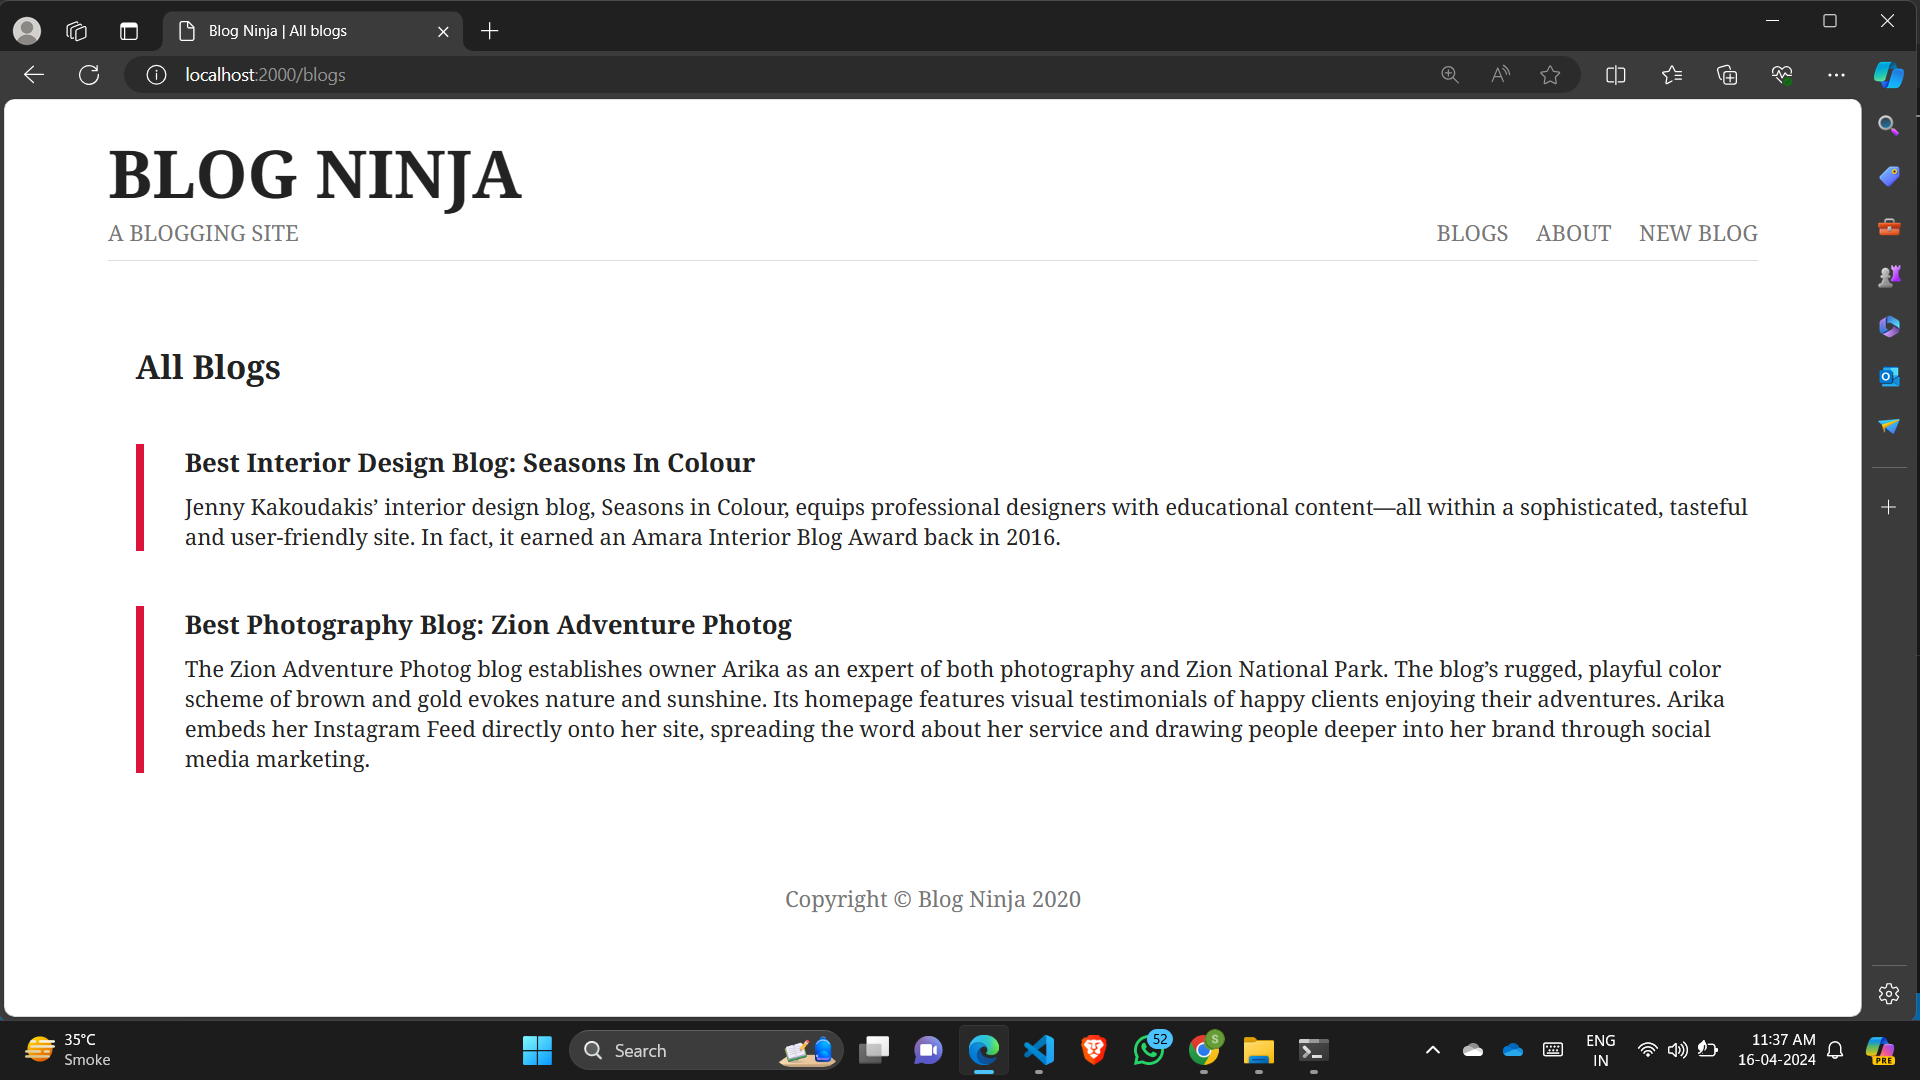 Blog Ninja | All blogs
localhost:2000/blogs
BLOG NINJA
A BLOGGING SITE
BLOGS ABOUT NEW BLOG
All Blogs
Best Interior Design Blog: Seasons In Colour
Jenny Kakoudakis’ interior design blog, Seasons in Colour, equips professional designers with educational content—all within a sophisticated, tasteful
and user-friendly site. In fact, it earned an Amara Interior Blog Award back in 2016.
Best Photography Blog: Zion Adventure Photog
The Zion Adventure Photog blog establishes owner Arika as an expert of both photography and Zion National Park. The blog’s rugged, playful color
scheme of brown and gold evokes nature and sunshine. Its homepage features visual testimonials of happy clients enjoying their adventures. Arika
embeds her Instagram Feed directly onto her site, spreading the word about her service and drawing people deeper into her brand through social
media marketing.
Copyright © Blog Ninja 2020
35°C
Smoke
Search
52
S
ENG
IN
11:37 AM
16-04-2024
PRE